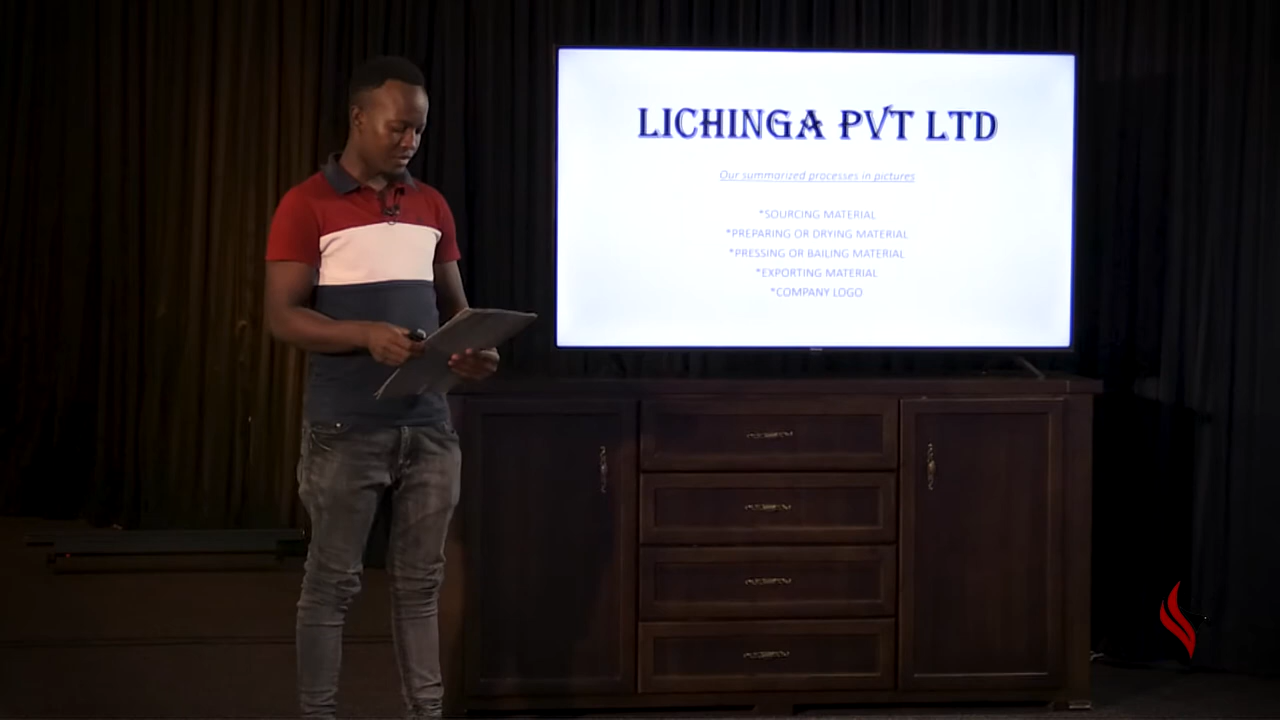 LICHINGA PVT LTD
Our summarized processes in pictures
*SOURCING MATERIAL
*PREPARING OR DRYING MATERIAL
*PRESSING OR BAILING MATERIAL
*EXPORTING MATERIAL
*COMPANY LOGO